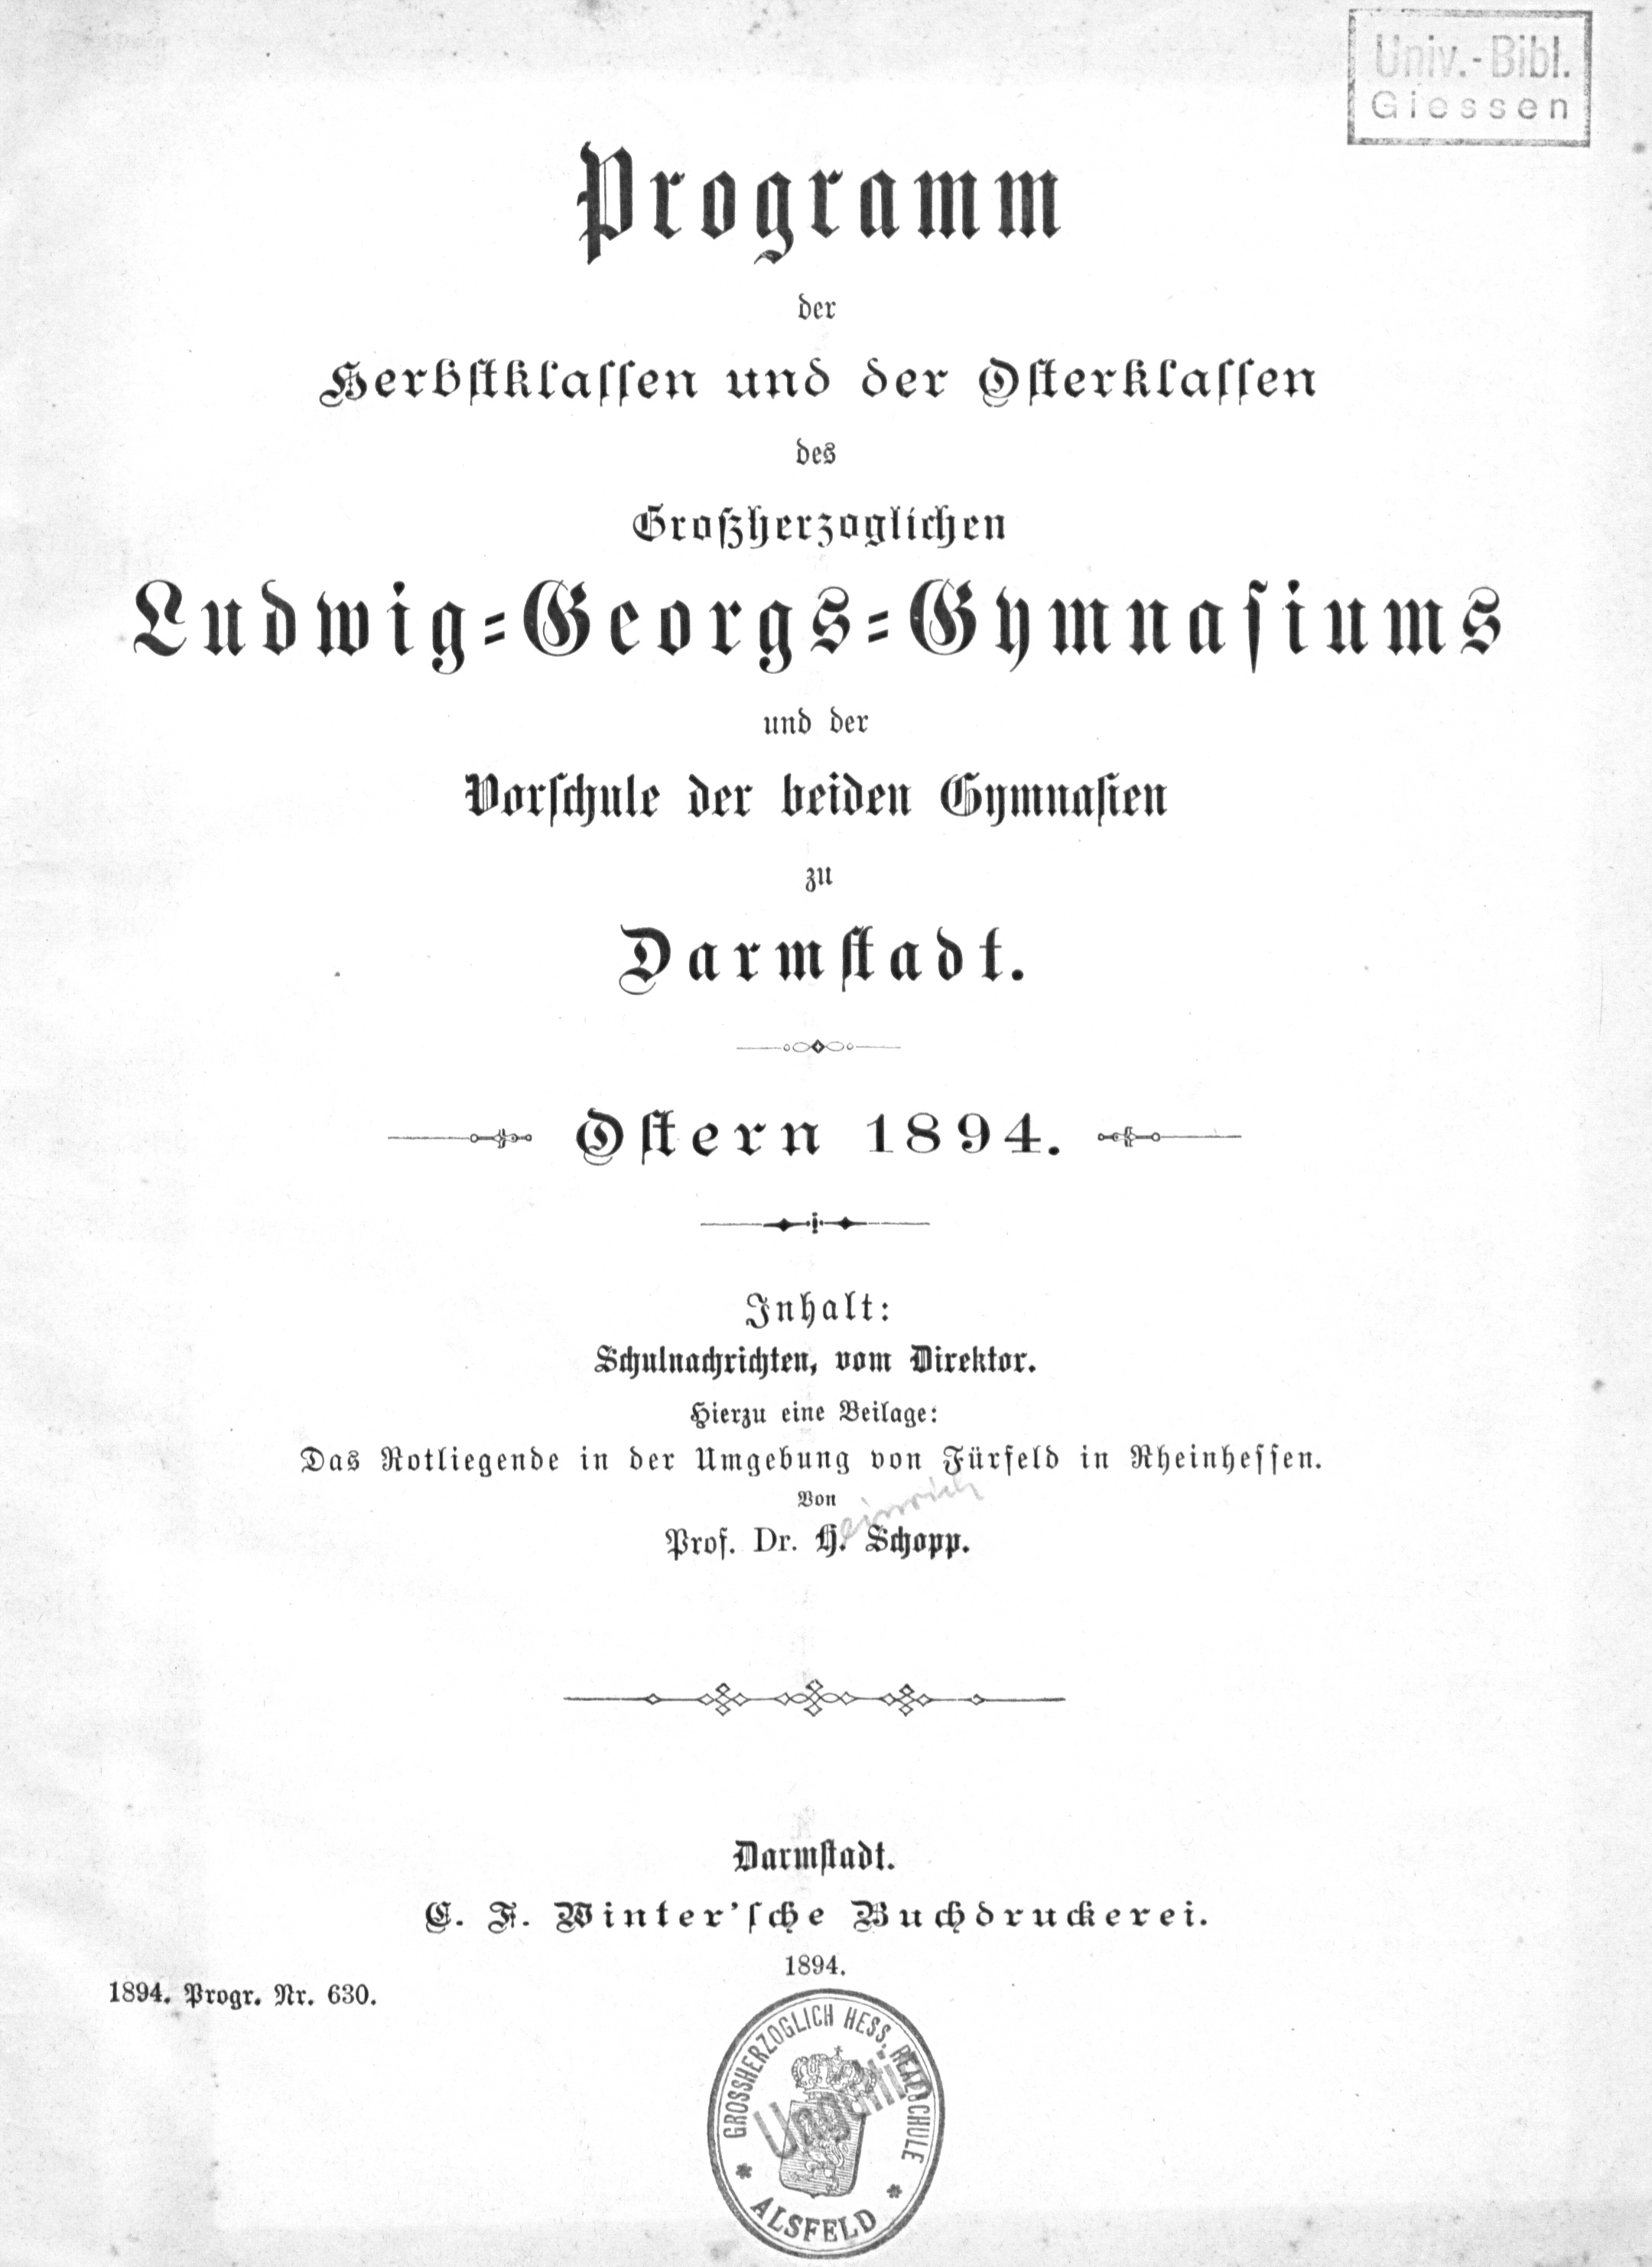 Univ.-Bibl.
Giessen
Programm
der
Herbstklassen und der Osterklassen
des
Großherzoglichen
Ludwig-Georgs-Gymnasiums
und der
Vorschule der beiden Gymnasien
zu
Darmstadt.
Ostern 1894.
Inhalt:
Schulnachrichten, vom Direktor.
Hierzu eine Beilage:
Das Rotliegende in der Umgebung von Fürfeld in Rheinhessen.
Von
einrich
Prof. Dr. H. Schopp.
Darmstadt.
C. F. Winter'sche Buchdruckerei.
1894.
1894. Progr. Nr. 630.
GROSSHERZOGLICH HESS. REALSCHULE
Ungültig
ALSFELD